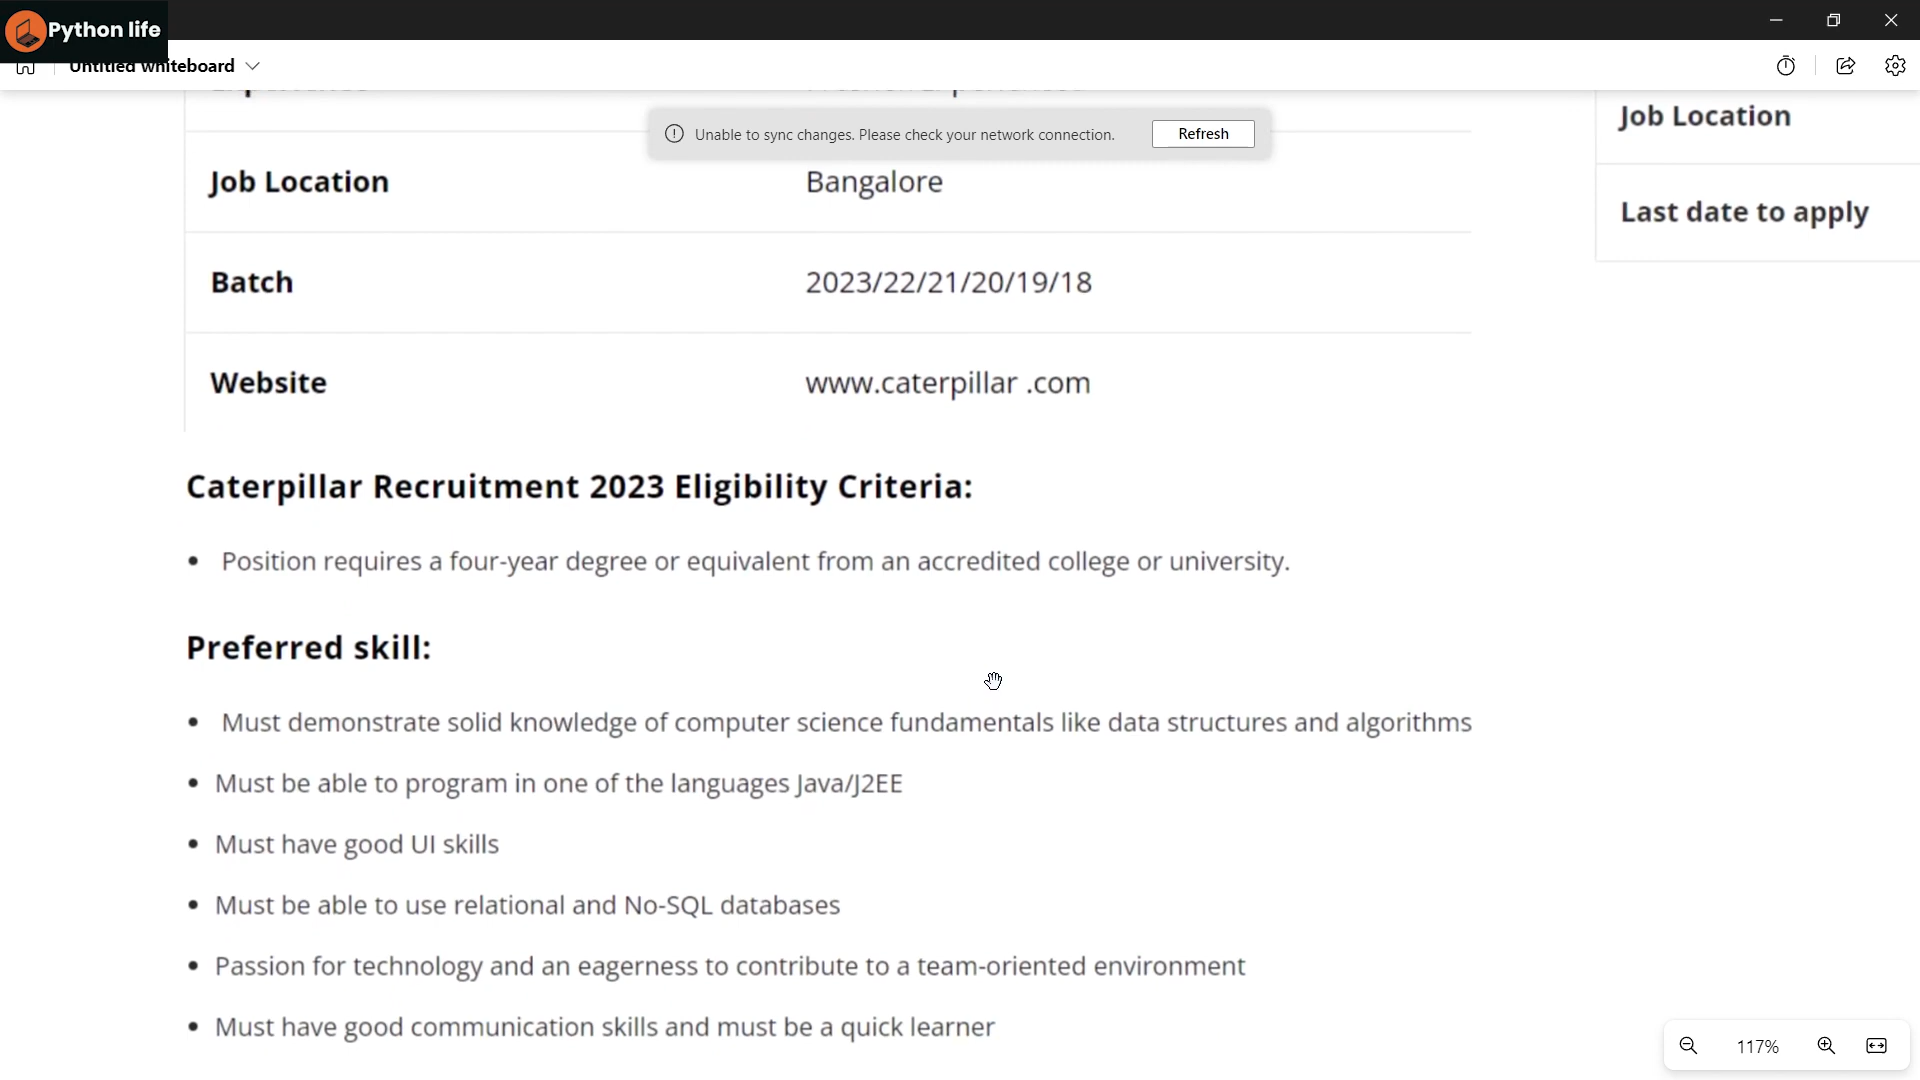 Python life
Untitled whiteboard
Unable to sync changes. Please check your network connection.
Refresh
Job Location
Bangalore
Batch
2023/22/21/20/19/18
Website
www.caterpillar .com
Caterpillar Recruitment 2023 Eligibility Criteria:
• Position requires a four-year degree or equivalent from an accredited college or university.
Preferred skill:
• Must demonstrate solid knowledge of computer science fundamentals like data structures and algorithms
• Must be able to program in one of the languages Java/J2EE
• Must have good UI skills
• Must be able to use relational and No-SQL databases
• Passion for technology and an eagerness to contribute to a team-oriented environment
• Must have good communication skills and must be a quick learner
Job Location
Last date to apply
117%